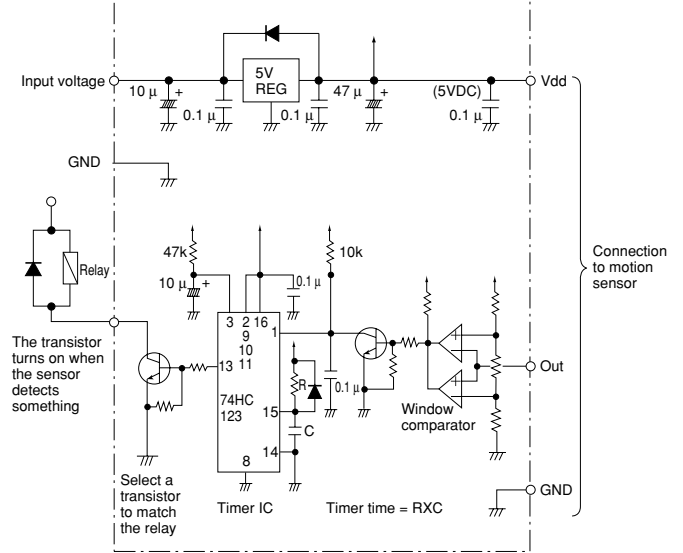 Input voltage
10 μ
+
0.1 μ
5V
REG
0.1 μ
47 μ
+
(5VDC)
0.1 μ
Vdd
GND
Relay
47k
10 μ
+
0.1 μ
10k
Connection
to motion
sensor
3 2 16
9
10
11
1
13
74HC
123
15
14
8
R
C
0.1 μ
+
−
+
−
Out
Window
comparator
The transistor
turns on when
the sensor
detects
something
Select a
transistor
to match
the relay
Timer IC
Timer time = RXC
GND